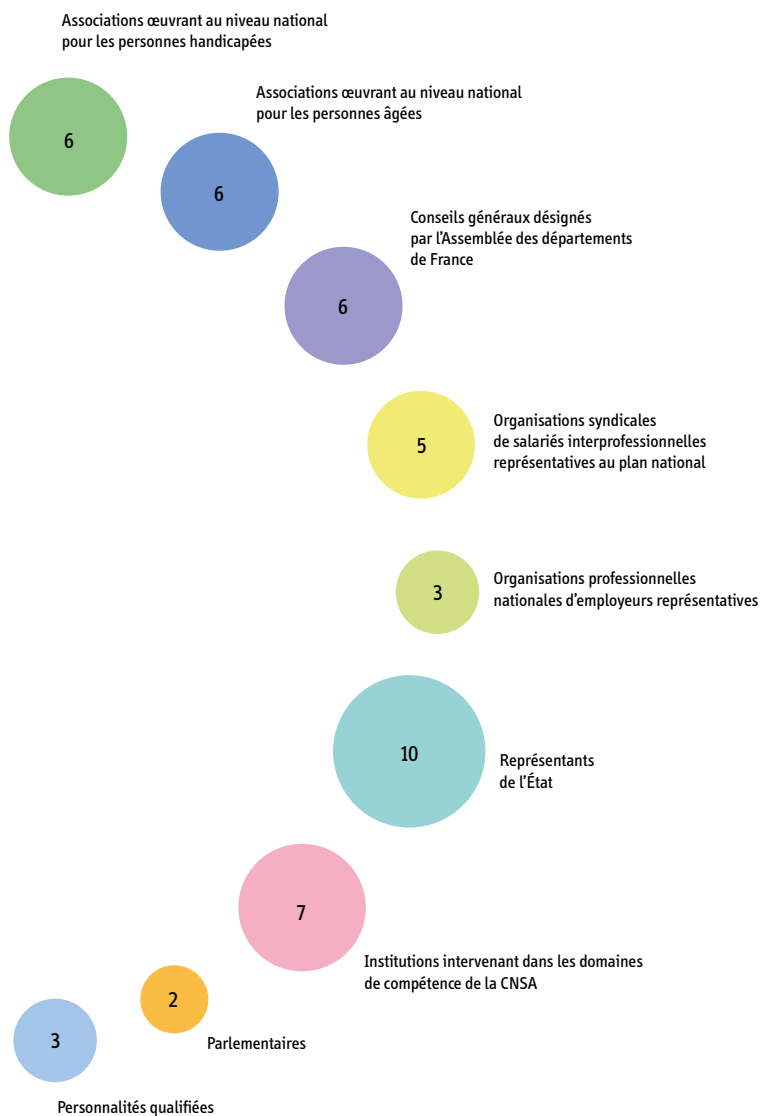 Associations œuvrant au niveau national
pour les personnes handicapées
6
Associations œuvrant au niveau national
pour les personnes âgées
6
Conseils généraux désignés
par l'Assemblée des départements
de France
6
Organisations syndicales
de salariés interprofessionnelles
représentatives au plan national
5
Organisations professionnelles
nationales d'employeurs représentatives
3
Représentants
de l'État
10
Institutions intervenant dans les domaines
de compétence de la CNSA
7
Parlementaires
2
Personnalités qualifiées
3